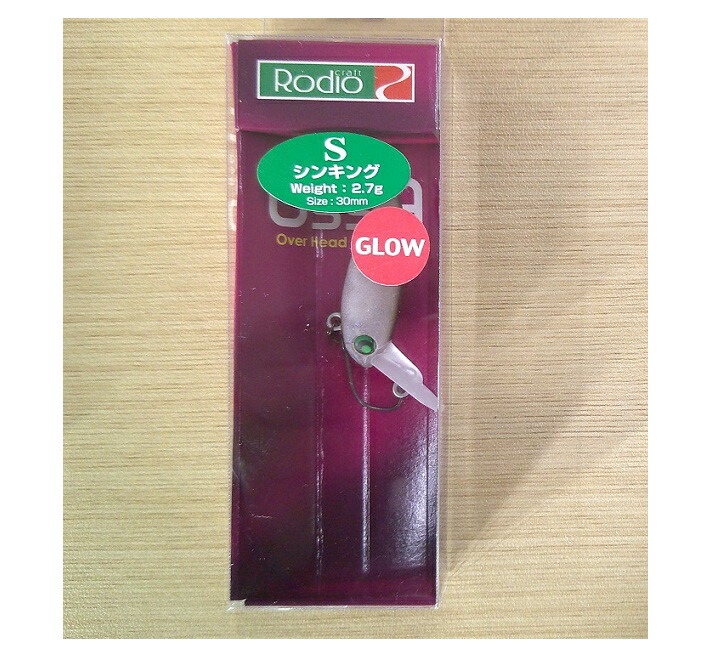 craft
Rodio
S
シンキング
Weight : 2.7g
Size : 30mm
Over Head
GLOW